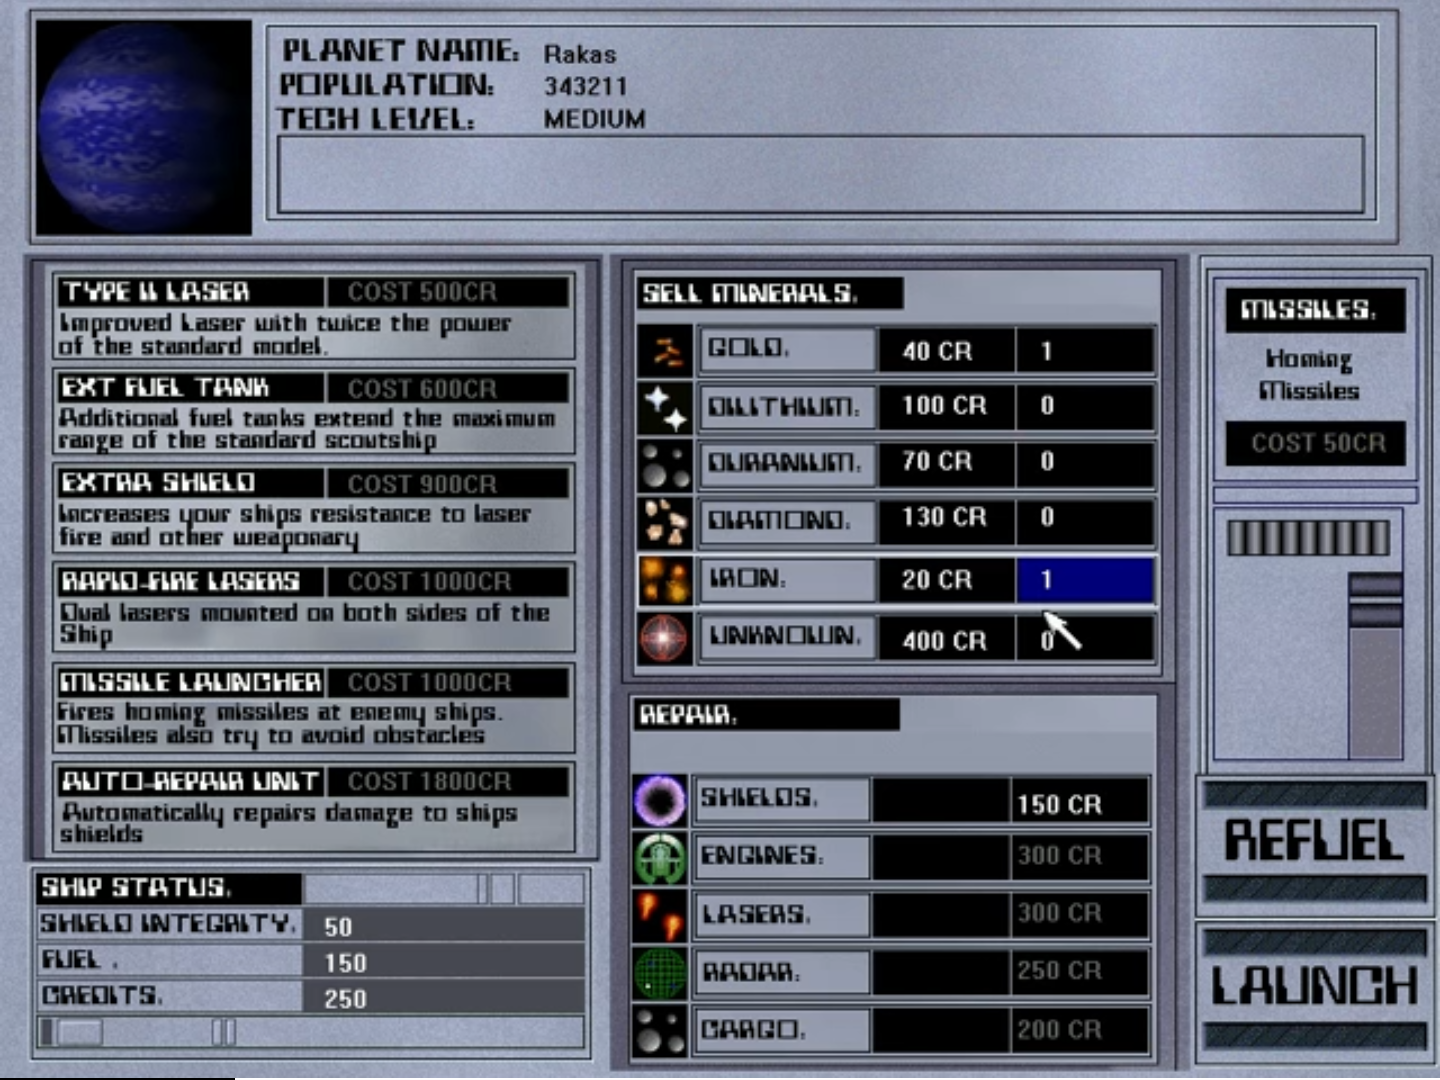 PLANET NAME: Rakas
POPULATION: 343211
TECH LEVEL: MEDIUM
TYPE II LASER COST 500CR
Improved Laser with twice the power
of the standard model.
EXT FUEL TANK COST 600CR
Additional fuel tanks extend the maximum
range of the standard scoutship
EXTRA SHIELD COST 900CR
Increases your ships resistance to laser
fire and other weaponary
RAPID-FIRE LASERS COST 1000CR
Dual lasers mounted on both sides of the
Ship
MISSILE LAUNCHER COST 1000CR
Fires homing missiles at enemy ships.
Missiles also try to avoid obstacles
AUTO-REPAIR UNIT COST 1800CR
Automatically repairs damage to ships
shields
SHIP STATUS.
SHIELD INTEGRITY. 50
FUEL . 150
CREDITS. 250
SELL MINERALS.
GOLD. 40 CR 1
DILITHIUM. 100 CR 0
DURANIUM. 70 CR 0
DIAMOND. 130 CR 0
IRON: 20 CR 1
UNKNOWN. 400 CR 0
REPAIR.
SHIELDS. 150 CR
ENGINES: 300 CR
LASERS. 300 CR
RADAR: 250 CR
CARGO: 200 CR
MISSILES.
Homing
Missiles
COST 50CR
REFUEL
LAUNCH